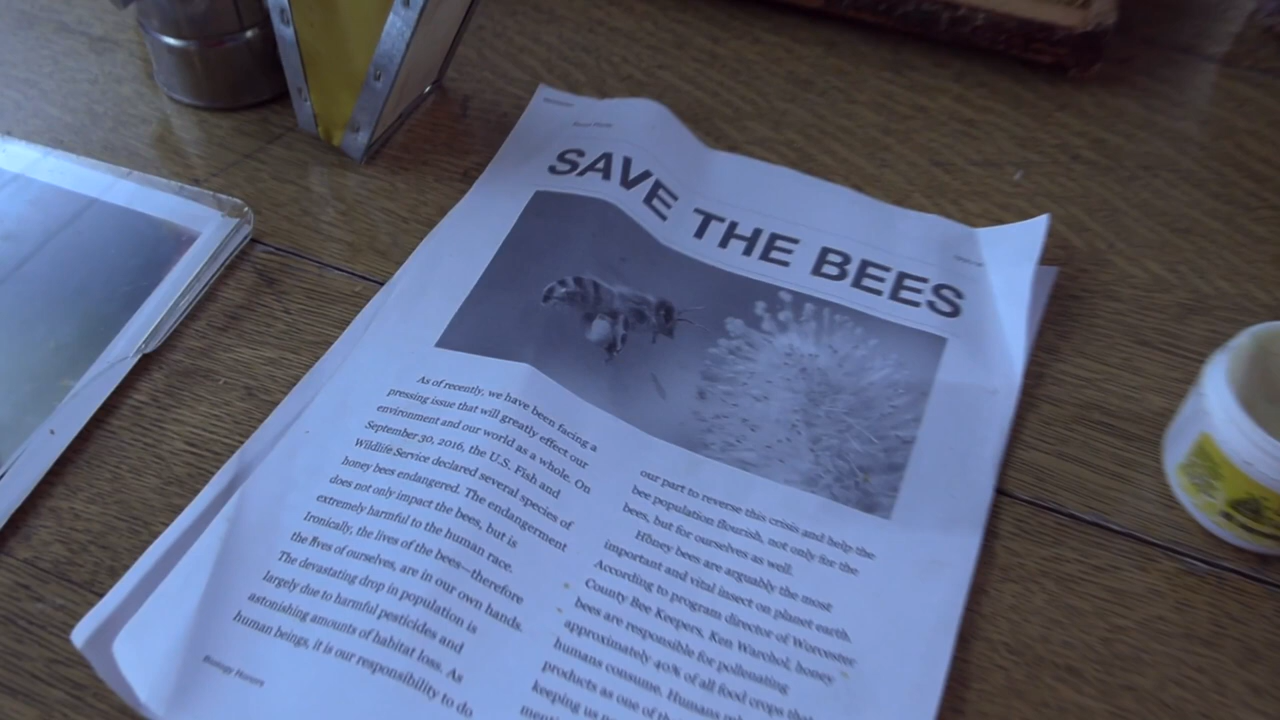 SAVE THE BEES
As of recently, we have been facing a
pressing issue that will greatly effect our
environment and our world as a whole. On
September 30, 2016, the U.S. Fish and
Wildlife Service declared several species of
honey bees endangered. The endangerment
does not only impact the bees, but is
extremely harmful to the human race.
Ironically, the lives of the bees—therefore
the lives of ourselves, are in our own hands.
The devastating drop in population is
largely due to harmful pesticides and
astonishing amounts of habitat loss. As
human beings, it is our responsibility to do
Biology Honors
our part to reverse this crisis and help the
bee population flourish, not only for the
bees, but for ourselves as well.
Honey bees are arguably the most
important and vital insect on planet earth.
According to program director of Worcester
County Bee Keepers, Ken Warchol, honey
bees are responsible for pollenating
approximately 40% of all food crops that
humans consume. Humans
products as one of
keeping us